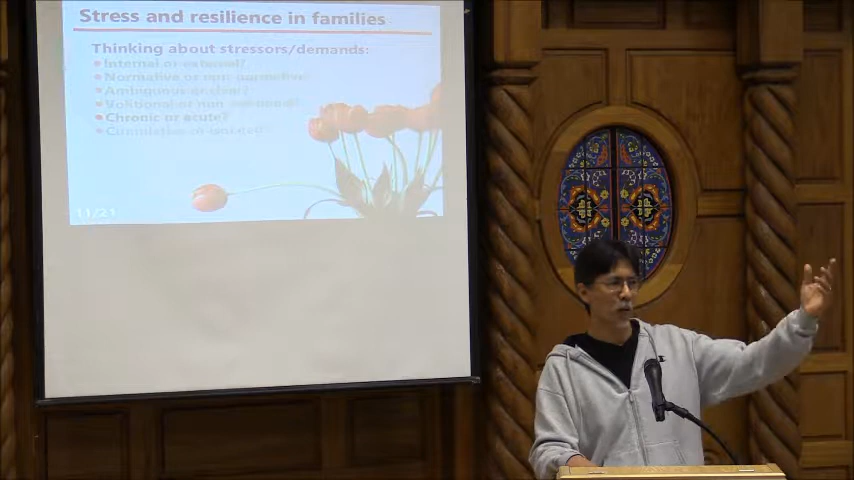 Stress and resilience in families
Thinking about stressors/demands:
Internal or external?
Normative or non-normative?
Ambiguous or clear?
Volitional or non-volitional?
Chronic or acute?
Cumulative or isolated?
11/21